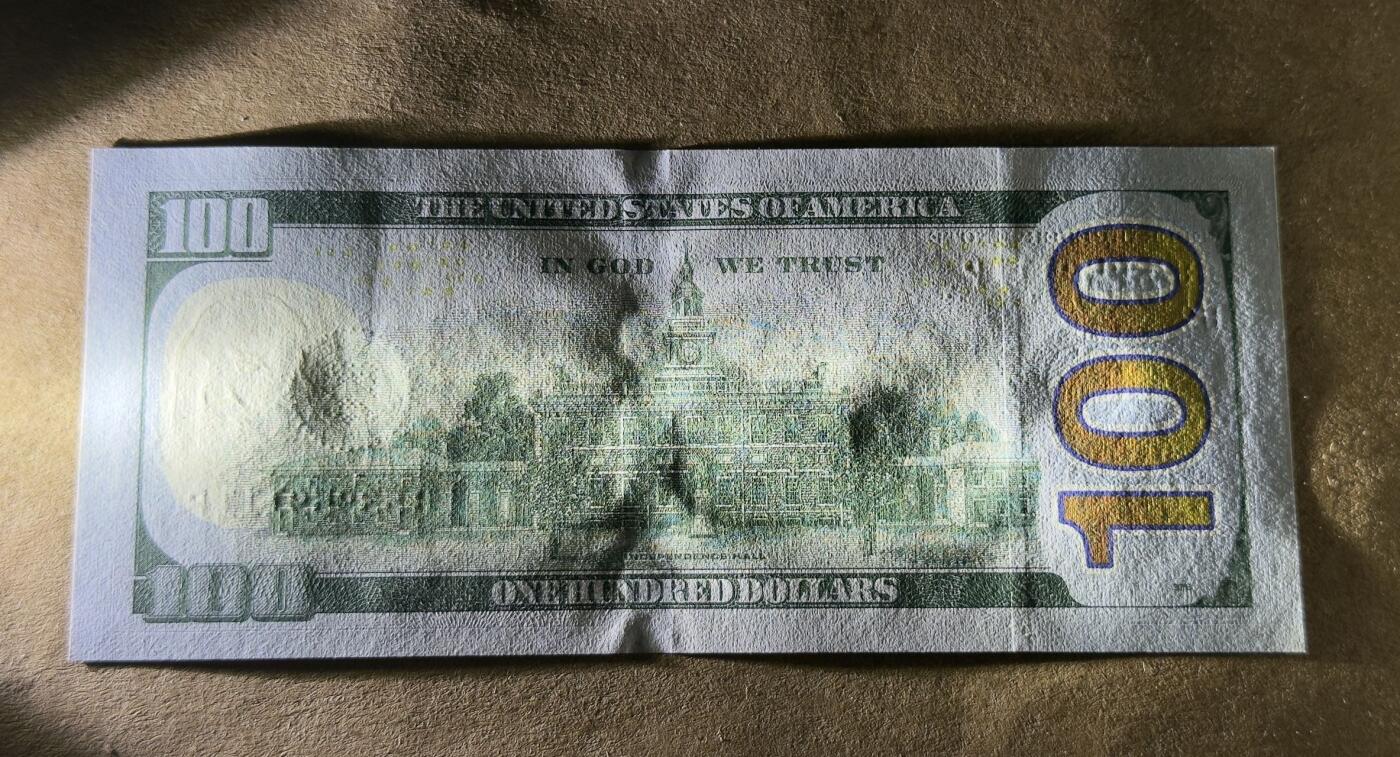 100
THE UNITED STATES OF AMERICA
IN GOD WE TRUST
100
INDEPENDENCE HALL
100
ONE HUNDRED DOLLARS